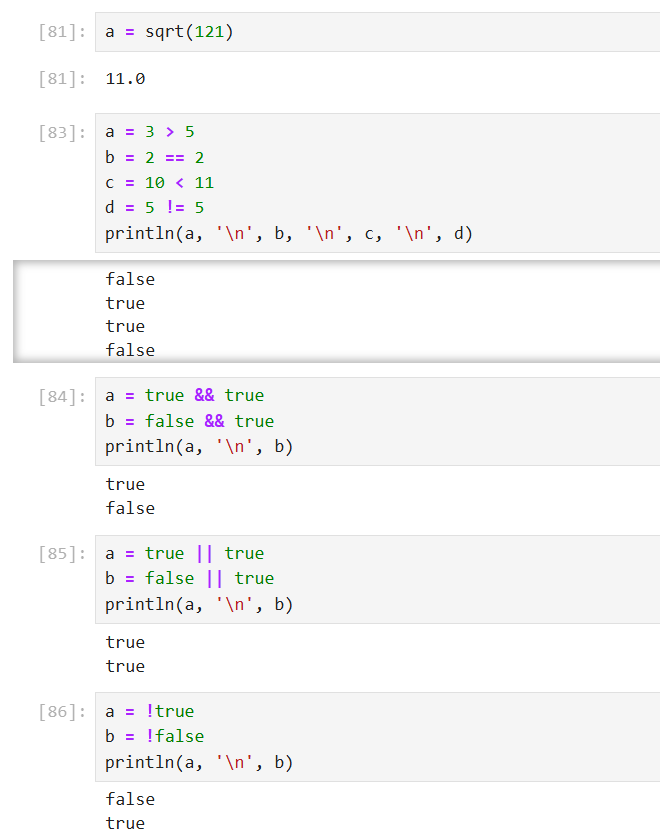 [81]: a = sqrt(121)
[81]: 11.0
[83]: a = 3 > 5
b = 2 == 2
c = 10 < 11
d = 5 != 5
println(a, '\n', b, '\n', c, '\n', d)
false
true
true
false
[84]: a = true && true
b = false && true
println(a, '\n', b)
true
false
[85]: a = true || true
b = false || true
println(a, '\n', b)
true
true
[86]: a = !true
b = !false
println(a, '\n', b)
false
true